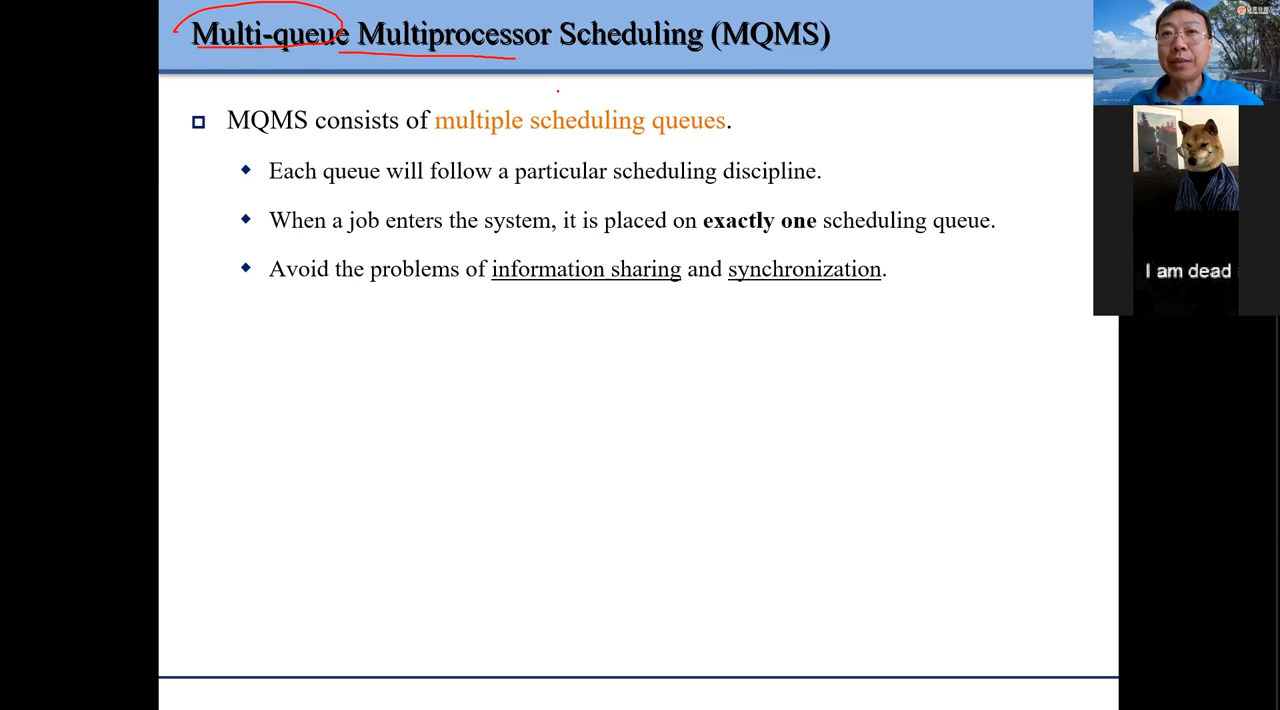 Multi-queue Multiprocessor Scheduling (MQMS)
MQMS consists of multiple scheduling queues.
Each queue will follow a particular scheduling discipline.
When a job enters the system, it is placed on exactly one scheduling queue.
Avoid the problems of information sharing and synchronization.
I am dead